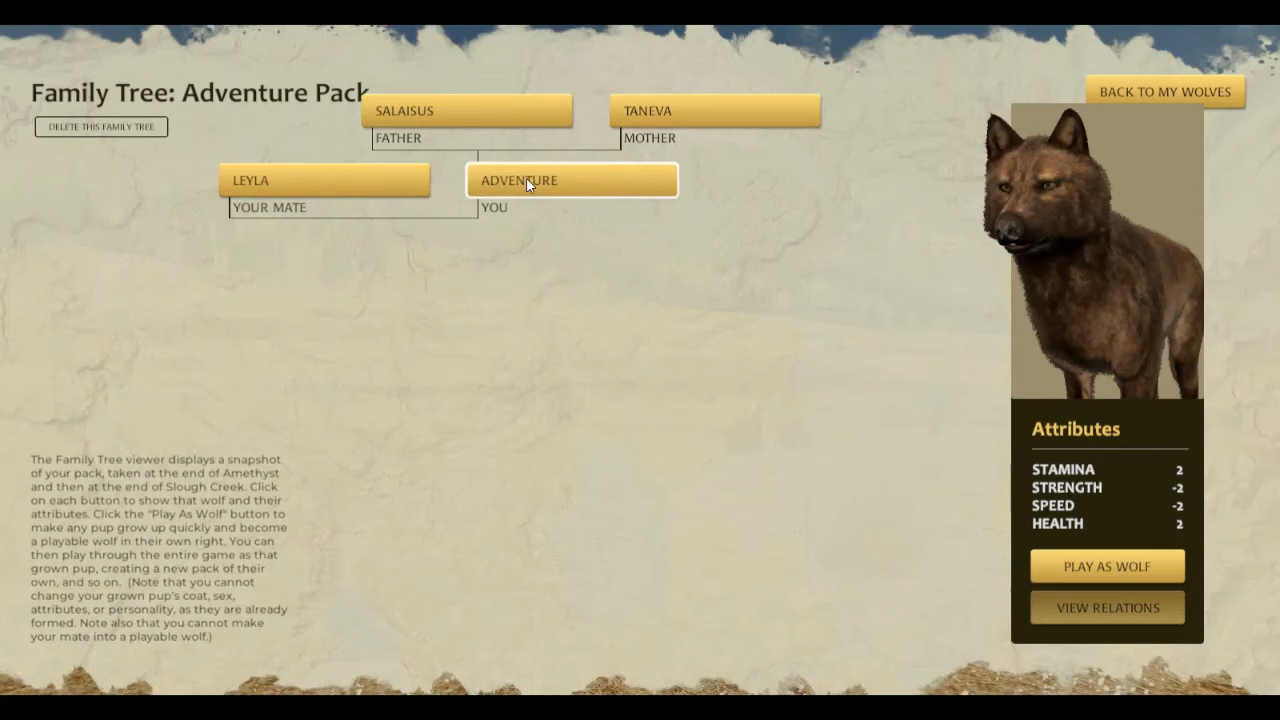 Family Tree: Adventure Pack
DELETE THIS FAMILY TREE
BACK TO MY WOLVES
SALAISUS
FATHER
TANEVA
MOTHER
LEYLA
YOUR MATE
ADVENTURE
YOU
The Family Tree viewer displays a snapshot
of your pack, taken at the end of Amethyst
and then at the end of Slough Creek. Click
on each button to show that wolf and their
attributes. Click the "Play As Wolf" button to
make any pup grow up quickly and become
a playable wolf in their own right. You can
then play through the entire game as that
grown pup, creating a new pack of their
own, and so on. (Note that you cannot
change your grown pup's coat, sex,
attributes, or personality, as they are already
formed. Note also that you cannot make
your mate into a playable wolf.)
Attributes
STAMINA 2
STRENGTH -2
SPEED -2
HEALTH 2
PLAY AS WOLF
VIEW RELATIONS